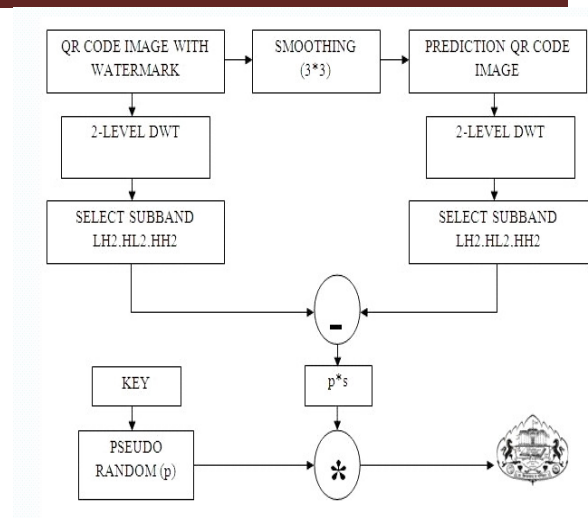 QR CODE IMAGE WITH
WATERMARK
SMOOTHING
(3*3)
PREDICTION QR CODE
IMAGE
2-LEVEL DWT
2-LEVEL DWT
SELECT SUBBAND
LH2.HL2.HH2
SELECT SUBBAND
LH2.HL2.HH2
-
KEY
p*s
PSEUDO
RANDOM (p)
*